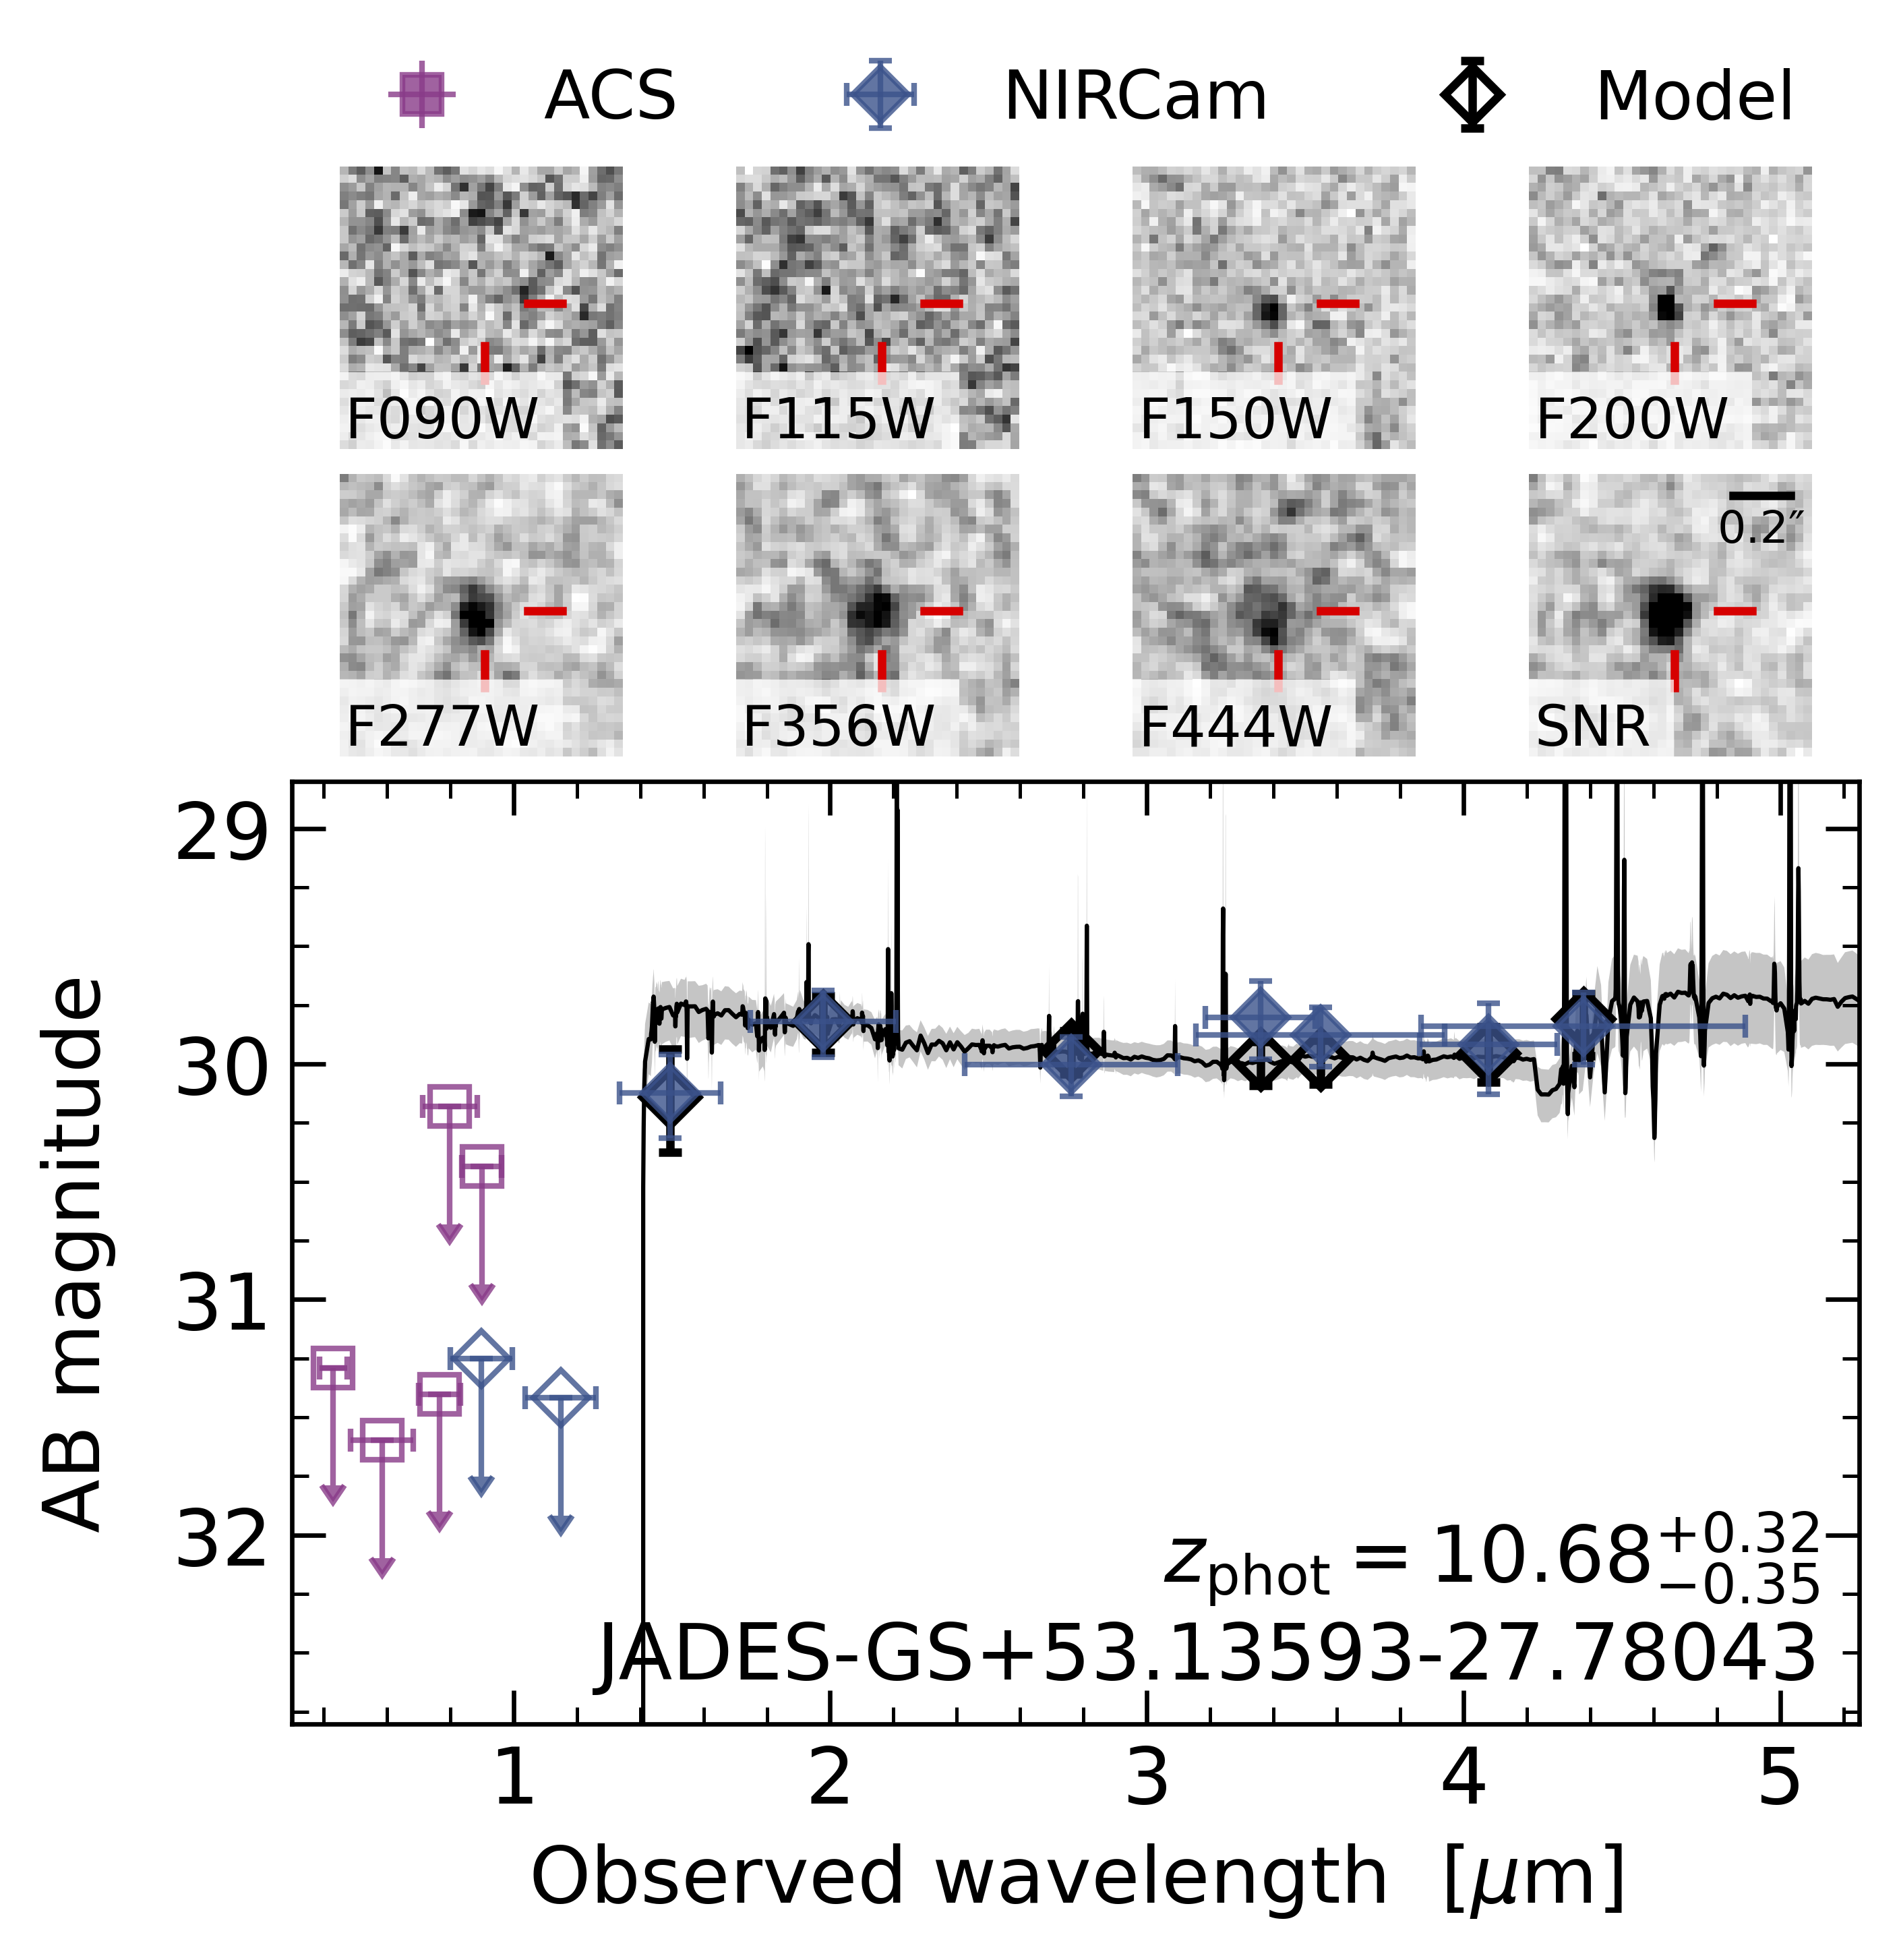 ACS NIRCam Model
F090W F115W F150W F200W
0.2″
F277W F356W F444W SNR
29
30
31
32
AB magnitude
z_phot = 10.68 +0.32 −0.35
JADES-GS+53.13593-27.78043
1 2 3 4 5
Observed wavelength [μm]